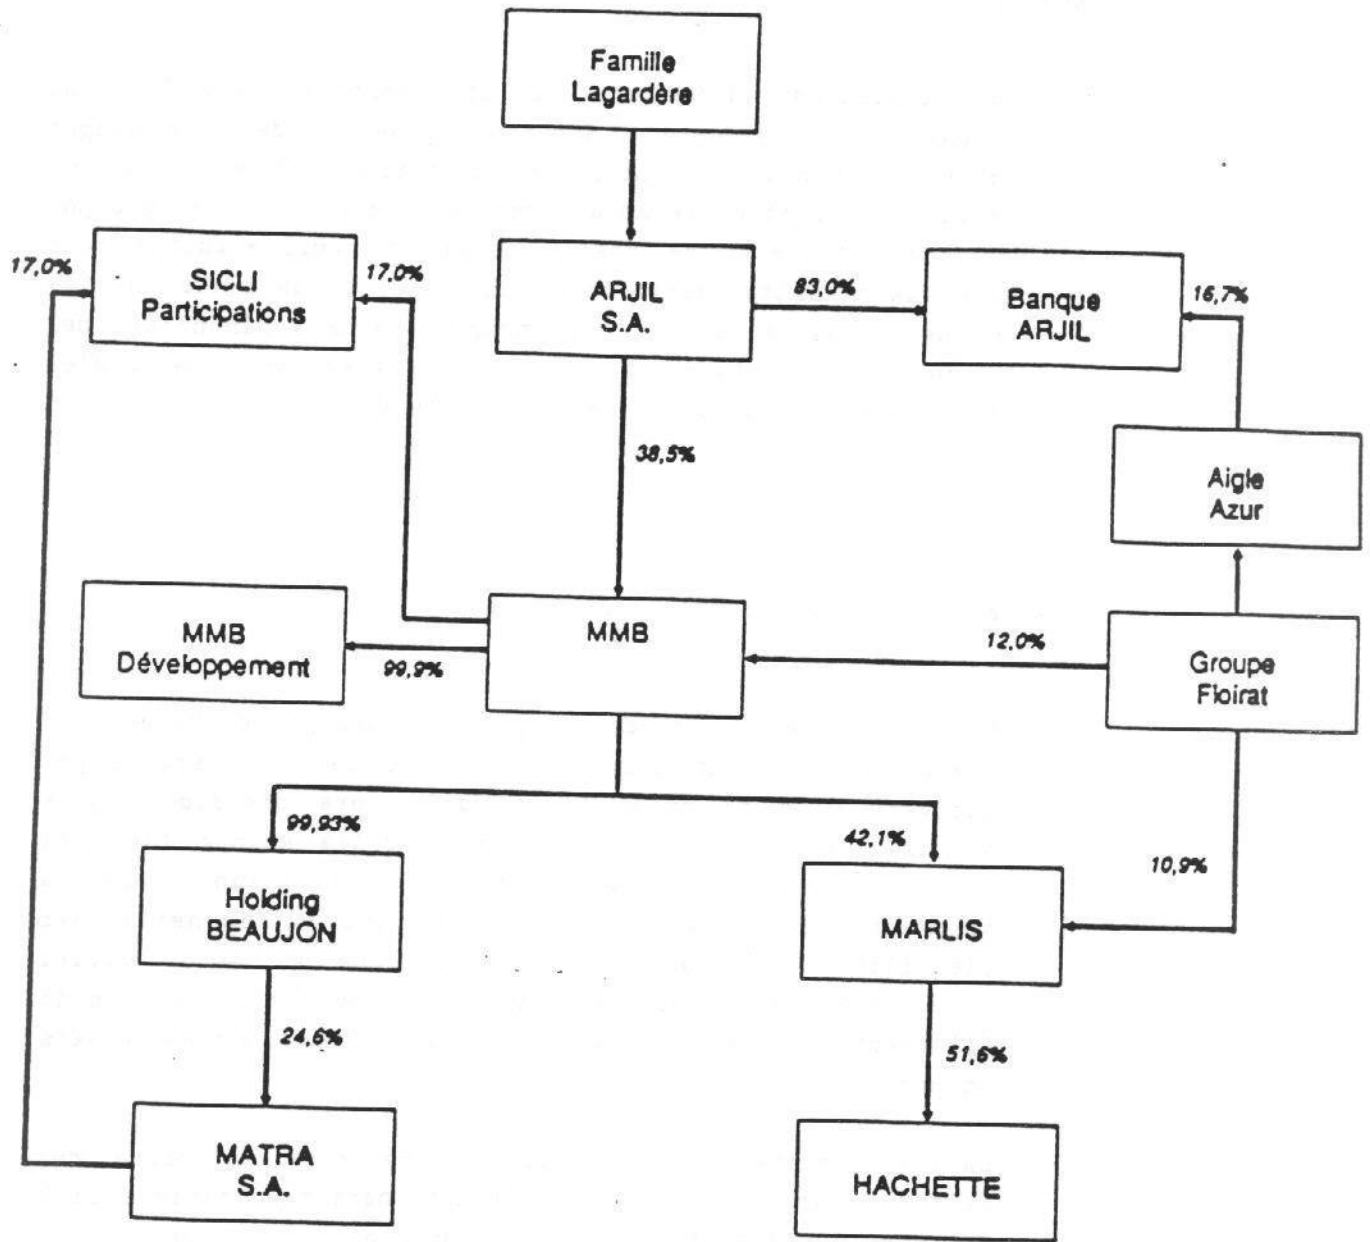 Famille
Lagardère
17,0%
SICLI
Participations
17,0%
ARJIL
S.A.
83,0%
Banque
ARJIL
16,7%
38,5%
Aigle
Azur
MMB
Développement
99,9%
MMB
12,0%
Groupe
Floirat
99,93%
42,1%
10,9%
Holding
BEAUJON
MARLIS
24,6%
51,6%
MATRA
S.A.
HACHETTE